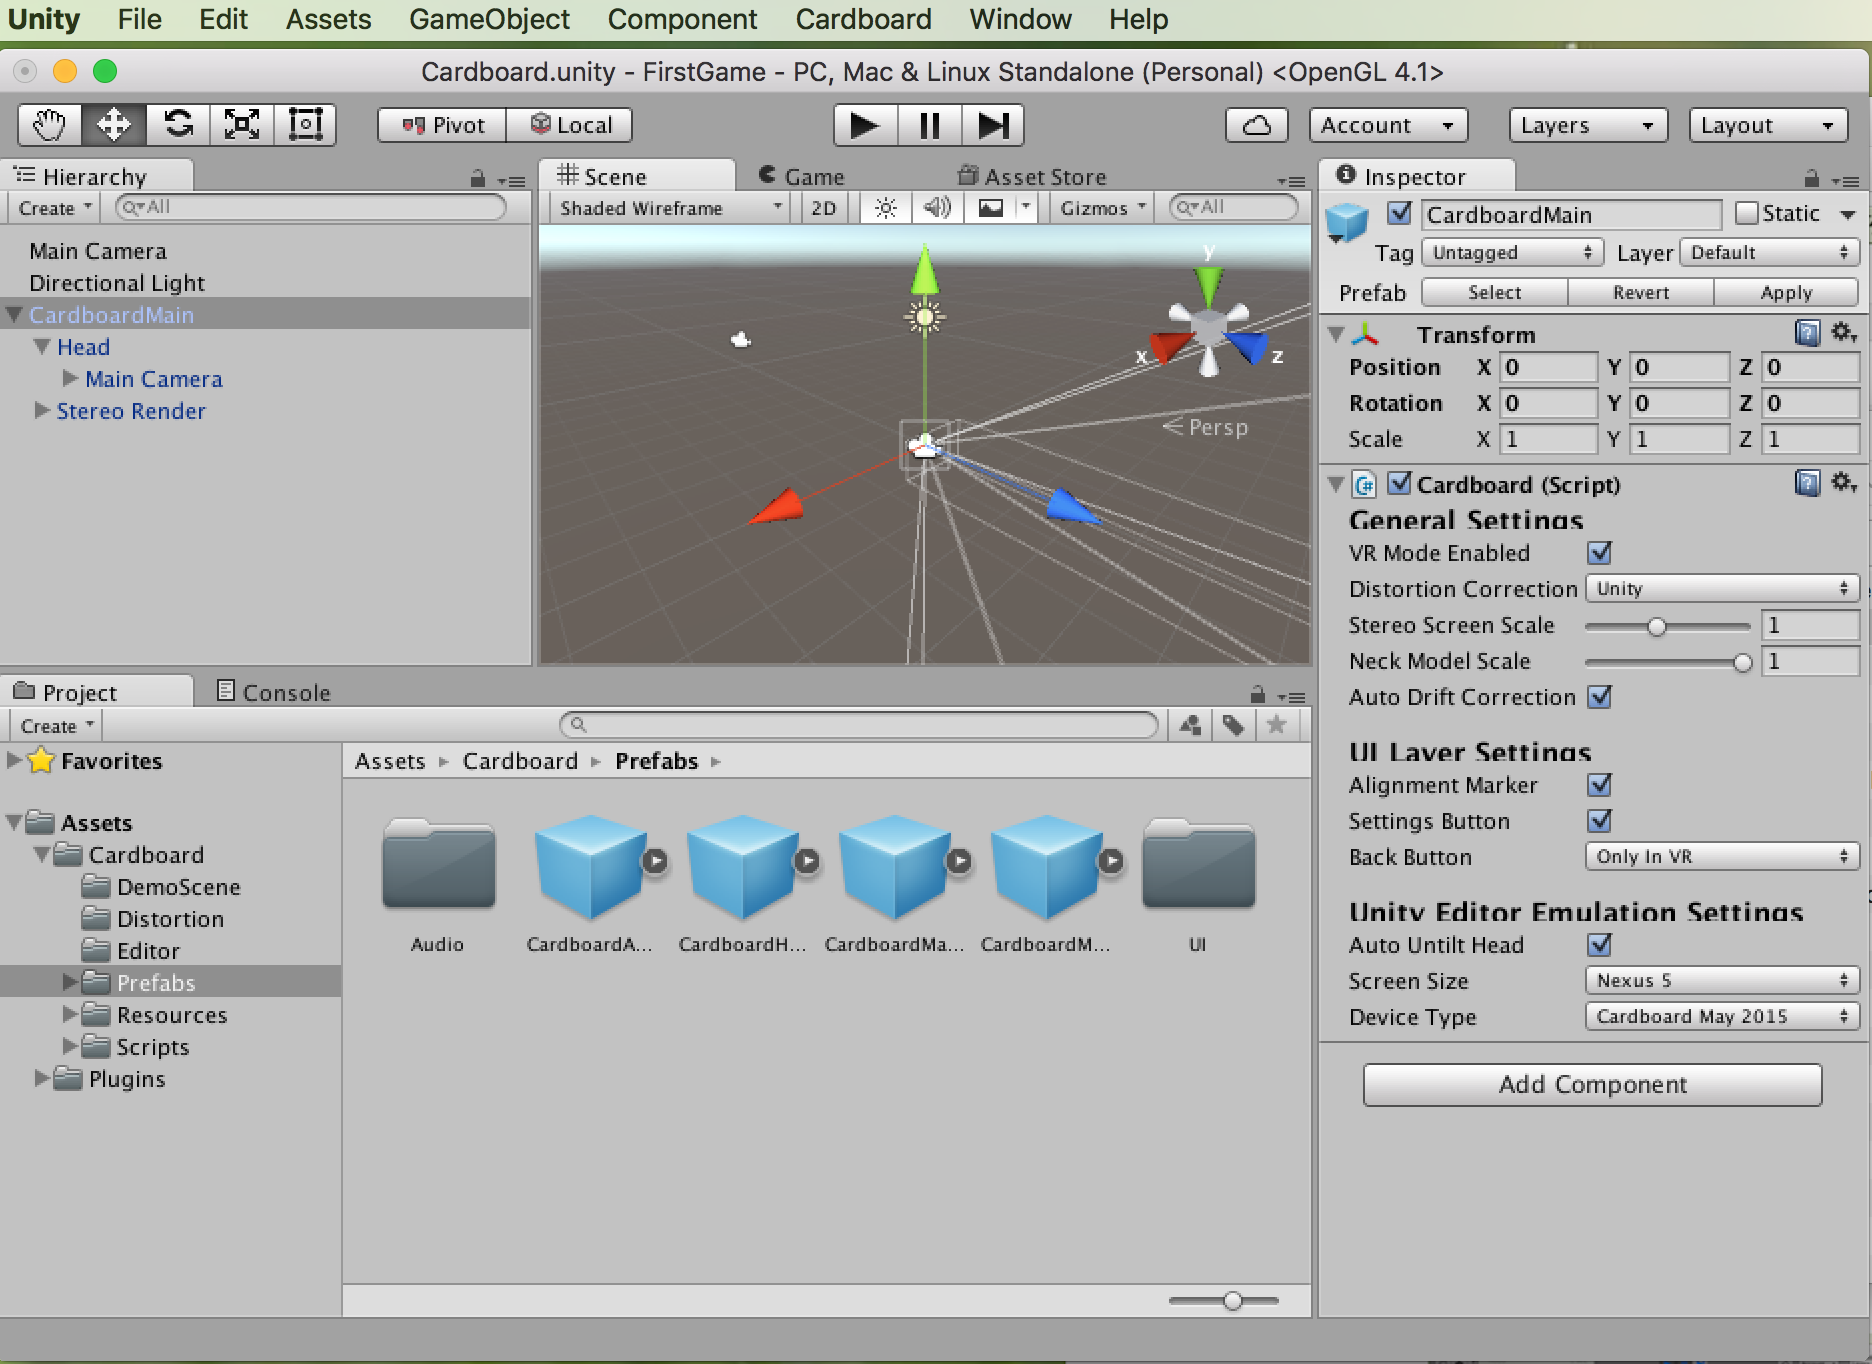 Unity File Edit Assets GameObject Component Cardboard Window Help
Cardboard.unity - FirstGame - PC, Mac & Linux Standalone (Personal) <OpenGL 4.1>
Pivot Local Account Layers Layout
Hierarchy
Create All
Main Camera
Directional Light
CardboardMain
Head
Main Camera
Stereo Render
Scene Game Asset Store
Shaded Wireframe 2D Gizmos All
y
x z
Persp
Inspector
CardboardMain Static
Tag Untagged Layer Default
Prefab Select Revert Apply
Transform
Position X 0 Y 0 Z 0
Rotation X 0 Y 0 Z 0
Scale X 1 Y 1 Z 1
C# Cardboard (Script)
General Settings
VR Mode Enabled
Distortion Correction Unity
Stereo Screen Scale 1
Neck Model Scale 1
Auto Drift Correction
UI Layer Settings
Alignment Marker
Settings Button
Back Button Only In VR
Unity Editor Emulation Settings
Auto Untilt Head
Screen Size Nexus 5
Device Type Cardboard May 2015
Add Component
Project Console
Create
Favorites
Assets
Cardboard
DemoScene
Distortion
Editor
Prefabs
Resources
Scripts
Plugins
Assets Cardboard Prefabs
Audio CardboardA... CardboardH... CardboardMa... CardboardM... UI